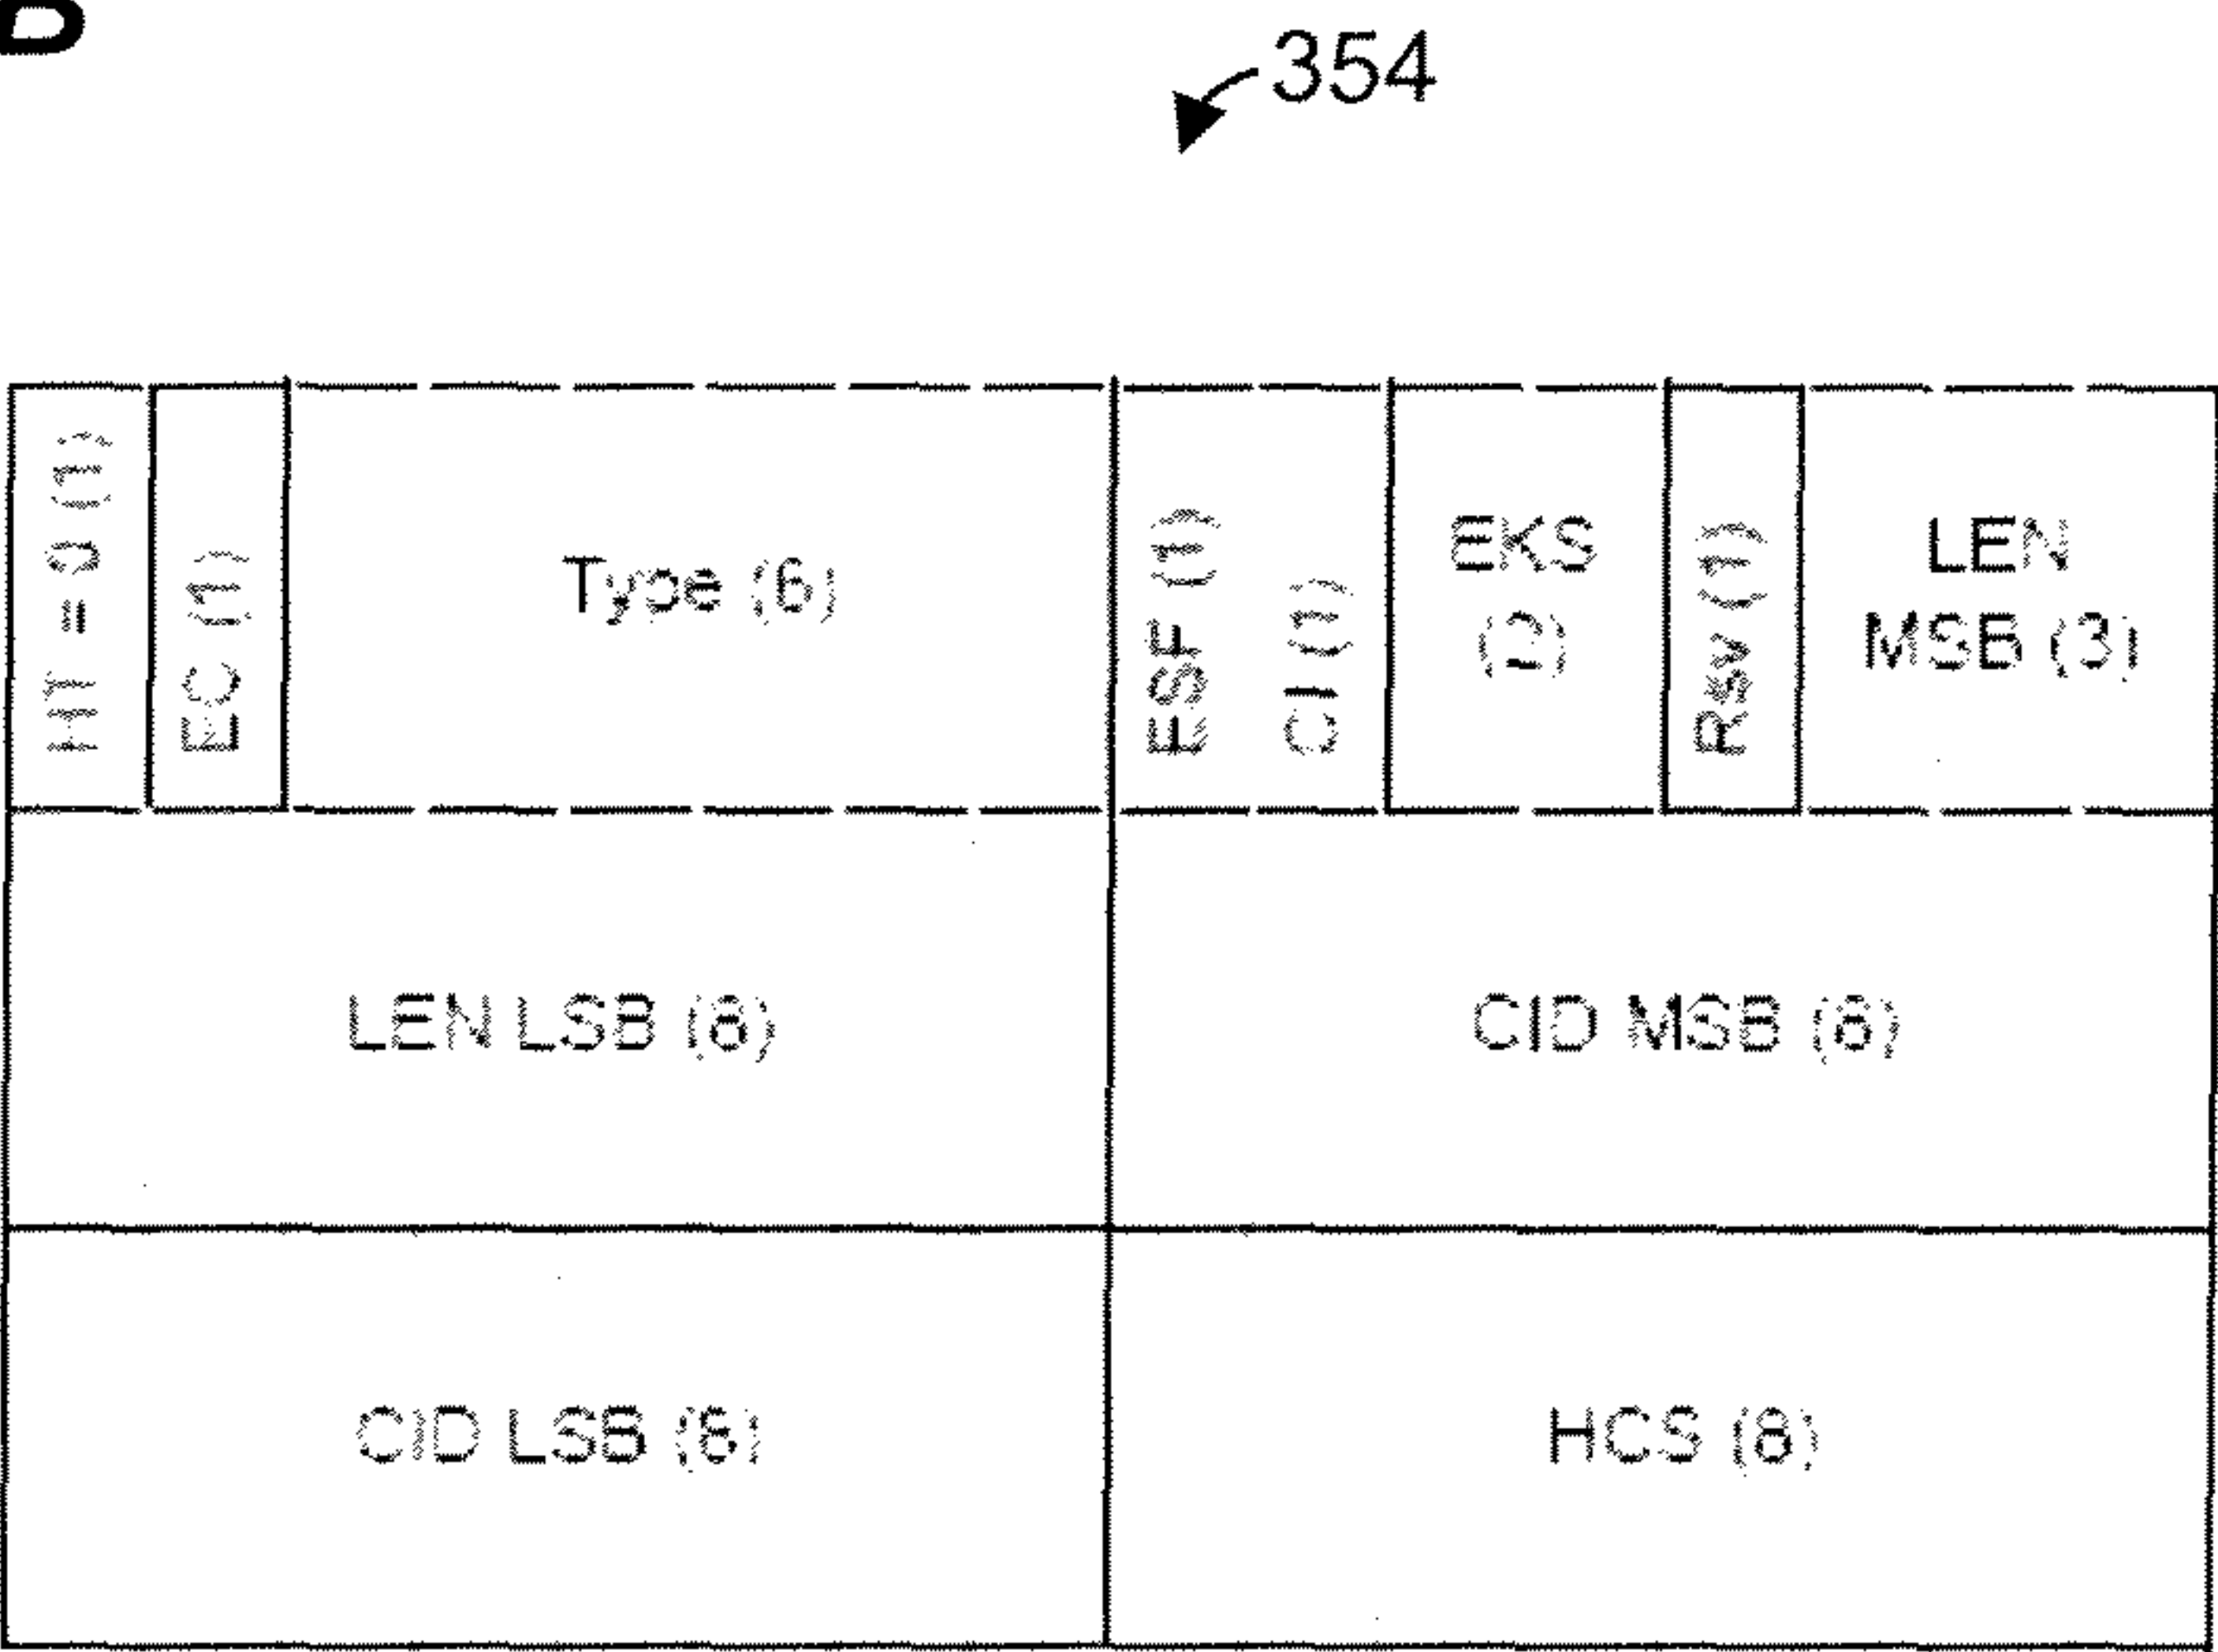 354
HT = 0 (1)
EC (1)
Type (6)
ESF (1)
CI (1)
EKS
(2)
Rsv (1)
LEN
MSB (3)
LEN LSB (8)
CID MSB (8)
CID LSB (8)
HCS (8)